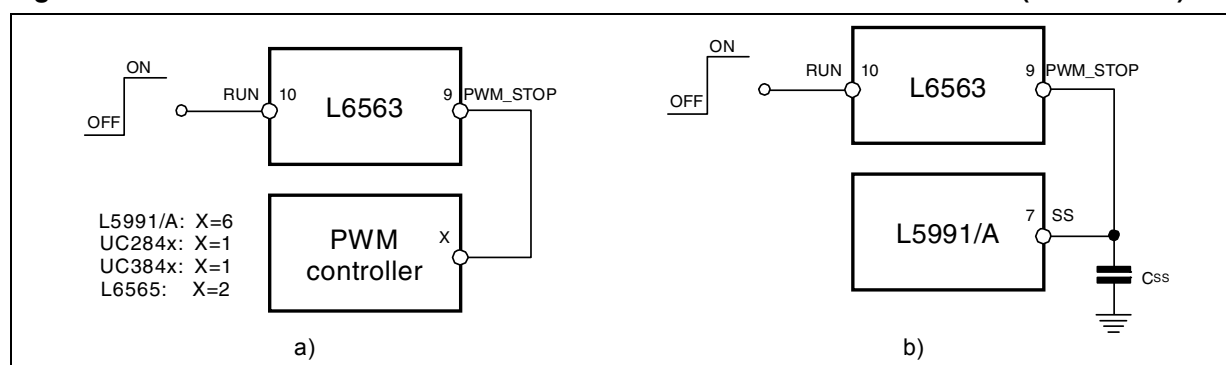 ON
OFF
RUN 10
L6563
9 PWM_STOP
L5991/A: X=6
UC284x: X=1
UC384x: X=1
L6565: X=2
PWM
controller
X
a)
ON
OFF
RUN 10
L6563
9 PWM_STOP
L5991/A
7 SS
CSS
b)